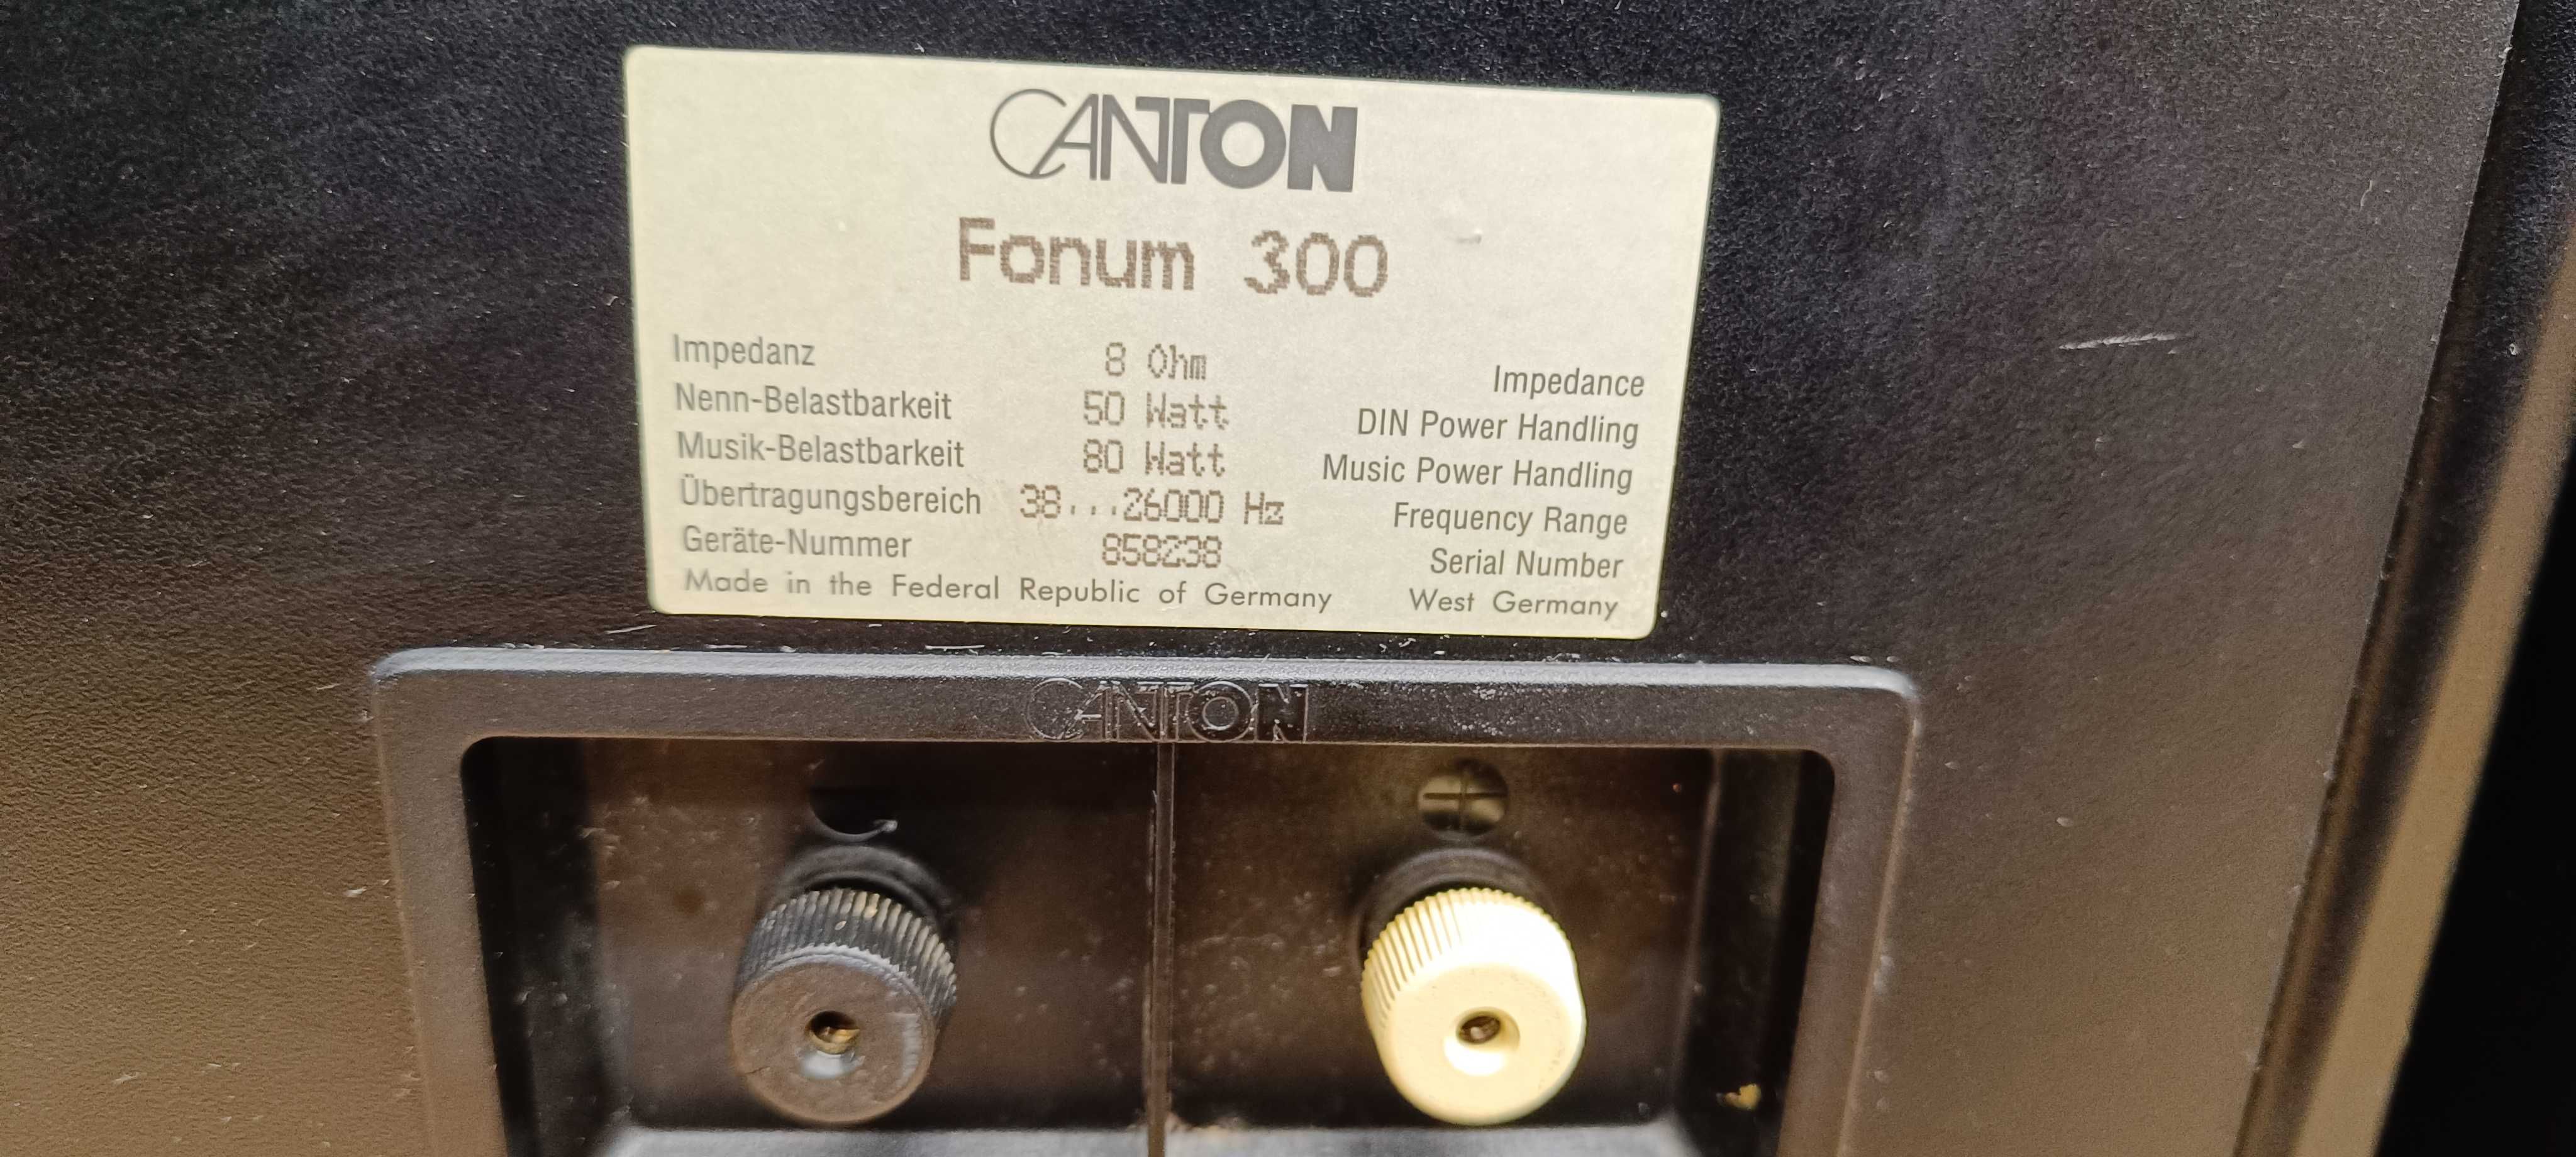 CANTON
Fonum 300
Impedanz 8 Ohm Impedance
Nenn-Belastbarkeit 50 Watt DIN Power Handling
Musik-Belastbarkeit 80 Watt Music Power Handling
Übertragungsbereich 38...26000 Hz Frequency Range
Geräte-Nummer 858238 Serial Number
Made in the Federal Republic of Germany West Germany
CANTON